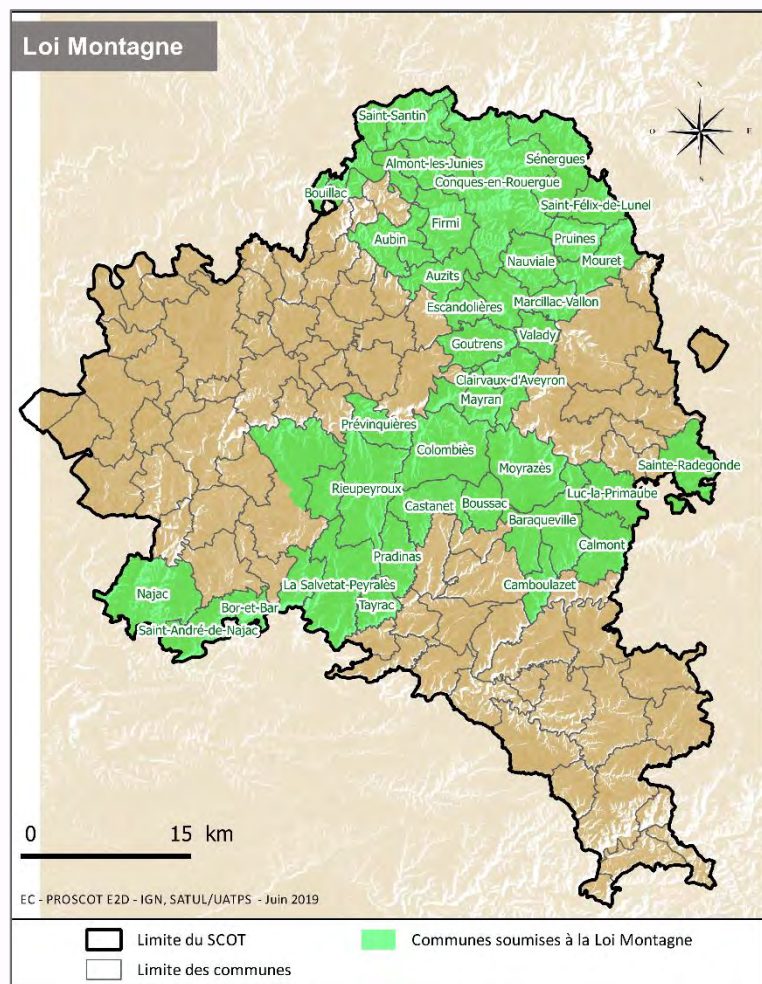 Loi Montagne
N
O
E
S
Saint-Santin
Almont-les-Junies
Sénergues
Conques-en-Rouergue
Bouillac
Saint-Félix-de-Lunel
Firmi
Pruines
Aubin
Nauviale
Mouret
Auzits
Marcillac-Vallon
Escandolières
Valady
Goutrens
Clairvaux-d'Aveyron
Mayran
Prévinquières
Colombiès
Moyrazès
Sainte-Radegonde
Rieupeyroux
Luc-la-Primaube
Castanet
Boussac
Baraqueville
Calmont
Pradinas
La Salvetat-Peyralès
Camboulazet
Najac
Bor-et-Bar
Tayrac
Saint-André-de-Najac
0 15 km
EC - PROSCOT E2D - IGN, SATUL/UATPS - Juin 2019
Limite du SCOT
Communes soumises à la Loi Montagne
Limite des communes